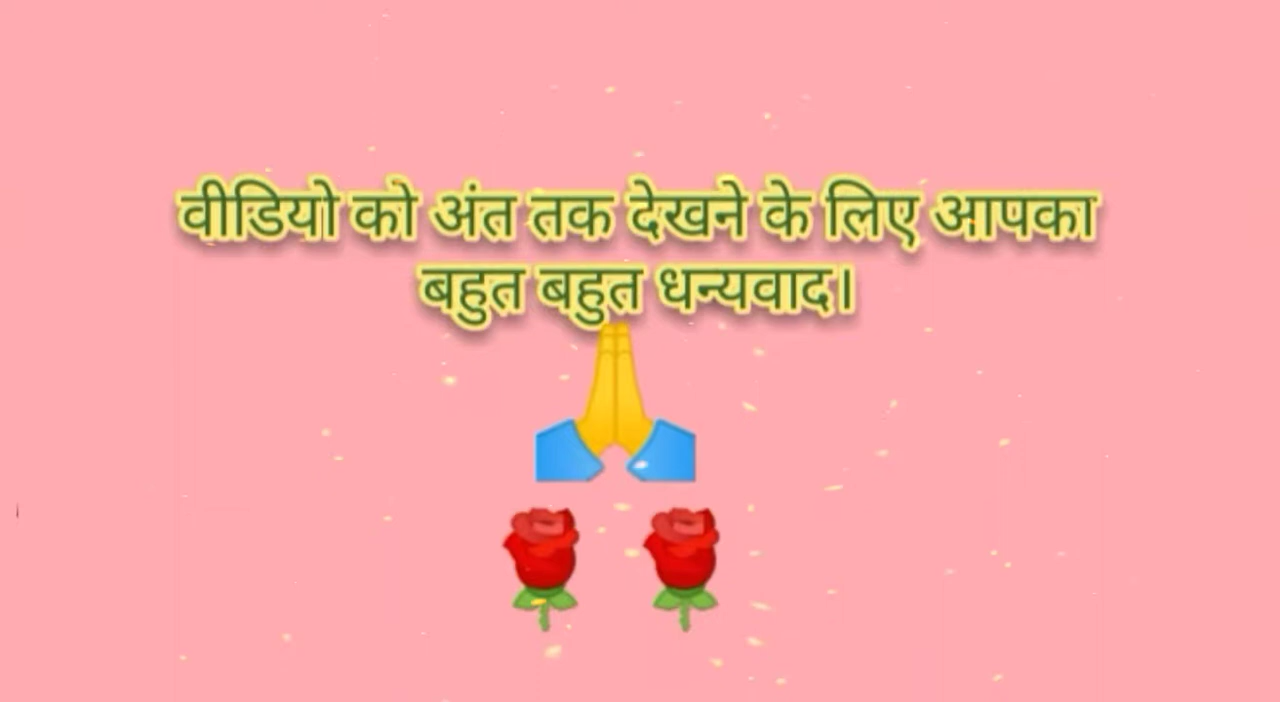 वीडियो को अंत तक देखने के लिए आपका
बहुत बहुत धन्यवाद।